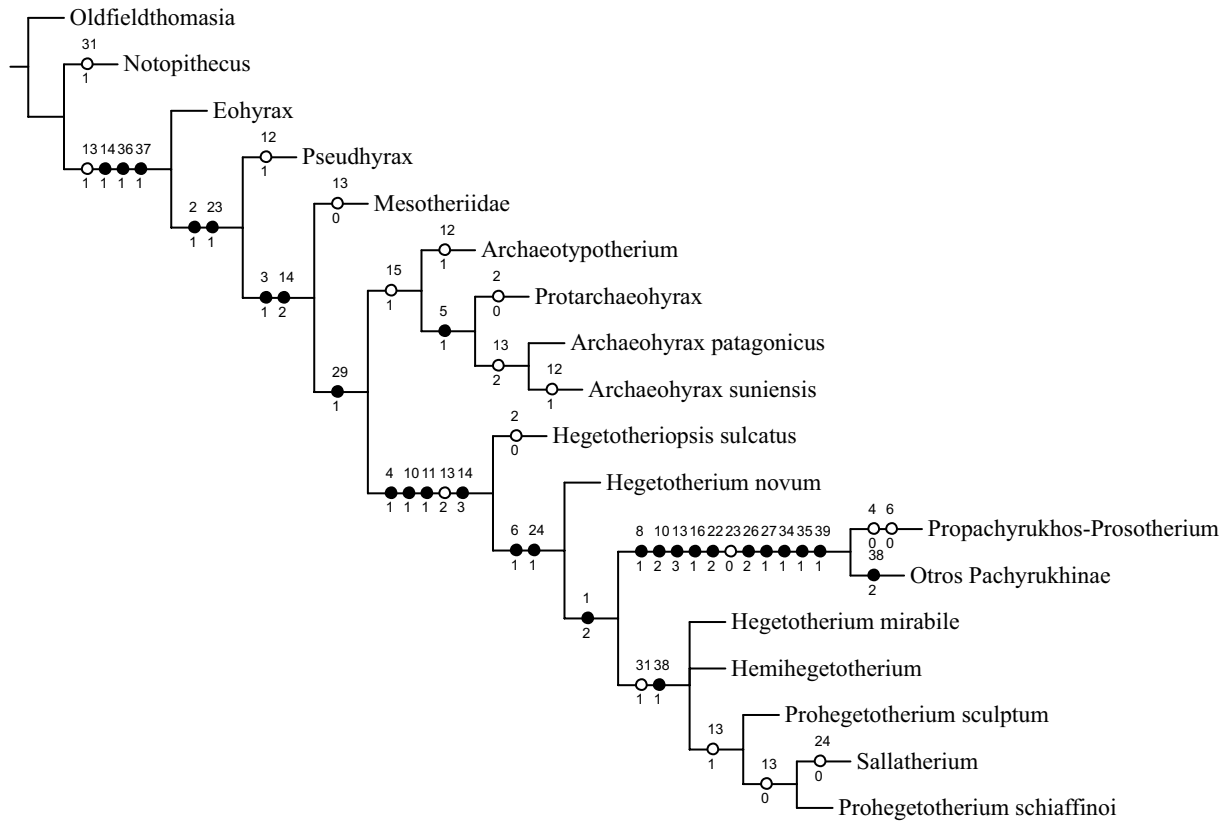 Oldfieldthomasia
31
Notopithecus
1
Eohyrax
13 14 36 37
12
Pseudhyrax
1 1 1 1
1
13
Mesotheriidae
2 23
0
1 1
12
Archaeotypotherium
15
1
3 14
2
Protarchaeohyrax
1
0
1 2
5
13
Archaeohyrax patagonicus
1
29
2
12
Archaeohyrax suniensis
1
1
2
Hegetotheriopsis sulcatus
0
4 10 11 13 14
Hegetotherium novum
1 1 1 2 3
4 6
6 24
8 10 13 16 22 23 26 27 34 35 39
Propachyrukhos-Prosotherium
0 0
1 1
1 2 3 1 2 0 2 1 1 1 1
38
Otros Pachyrukhinae
2
1
Hegetotherium mirabile
2
31 38
Hemihegetotherium
1 1
Prohegetotherium sculptum
13
24
1
Sallatherium
13
0
0
Prohegetotherium schiaffinoi